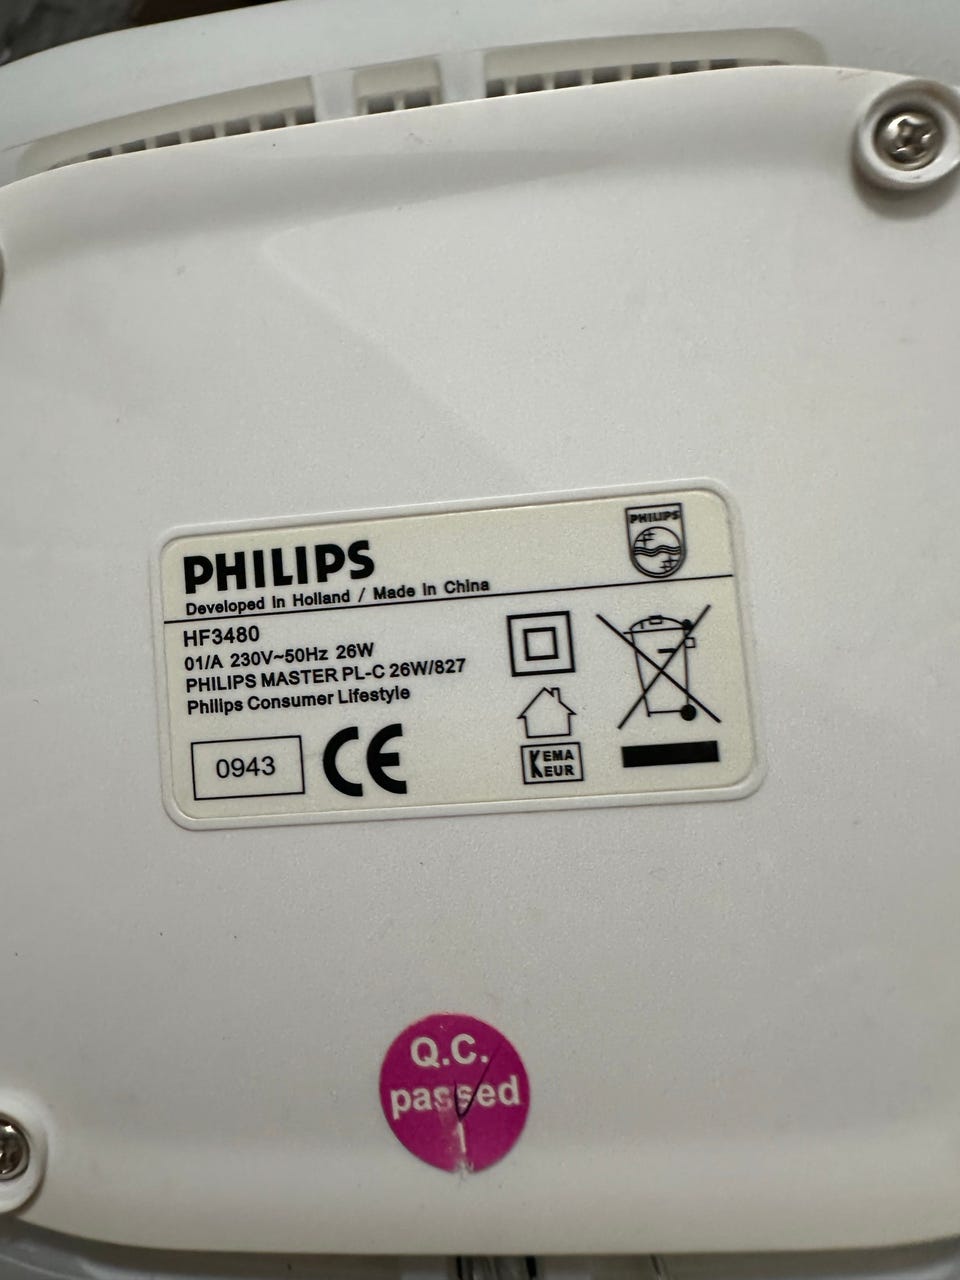 PHILIPS
PHILIPS
Developed in Holland / Made in China
HF3480
01/A 230V~50Hz 26W
PHILIPS MASTER PL-C 26W/827
Philips Consumer Lifestyle
0943
CE
KEMA
KEUR
Q.C.
passed